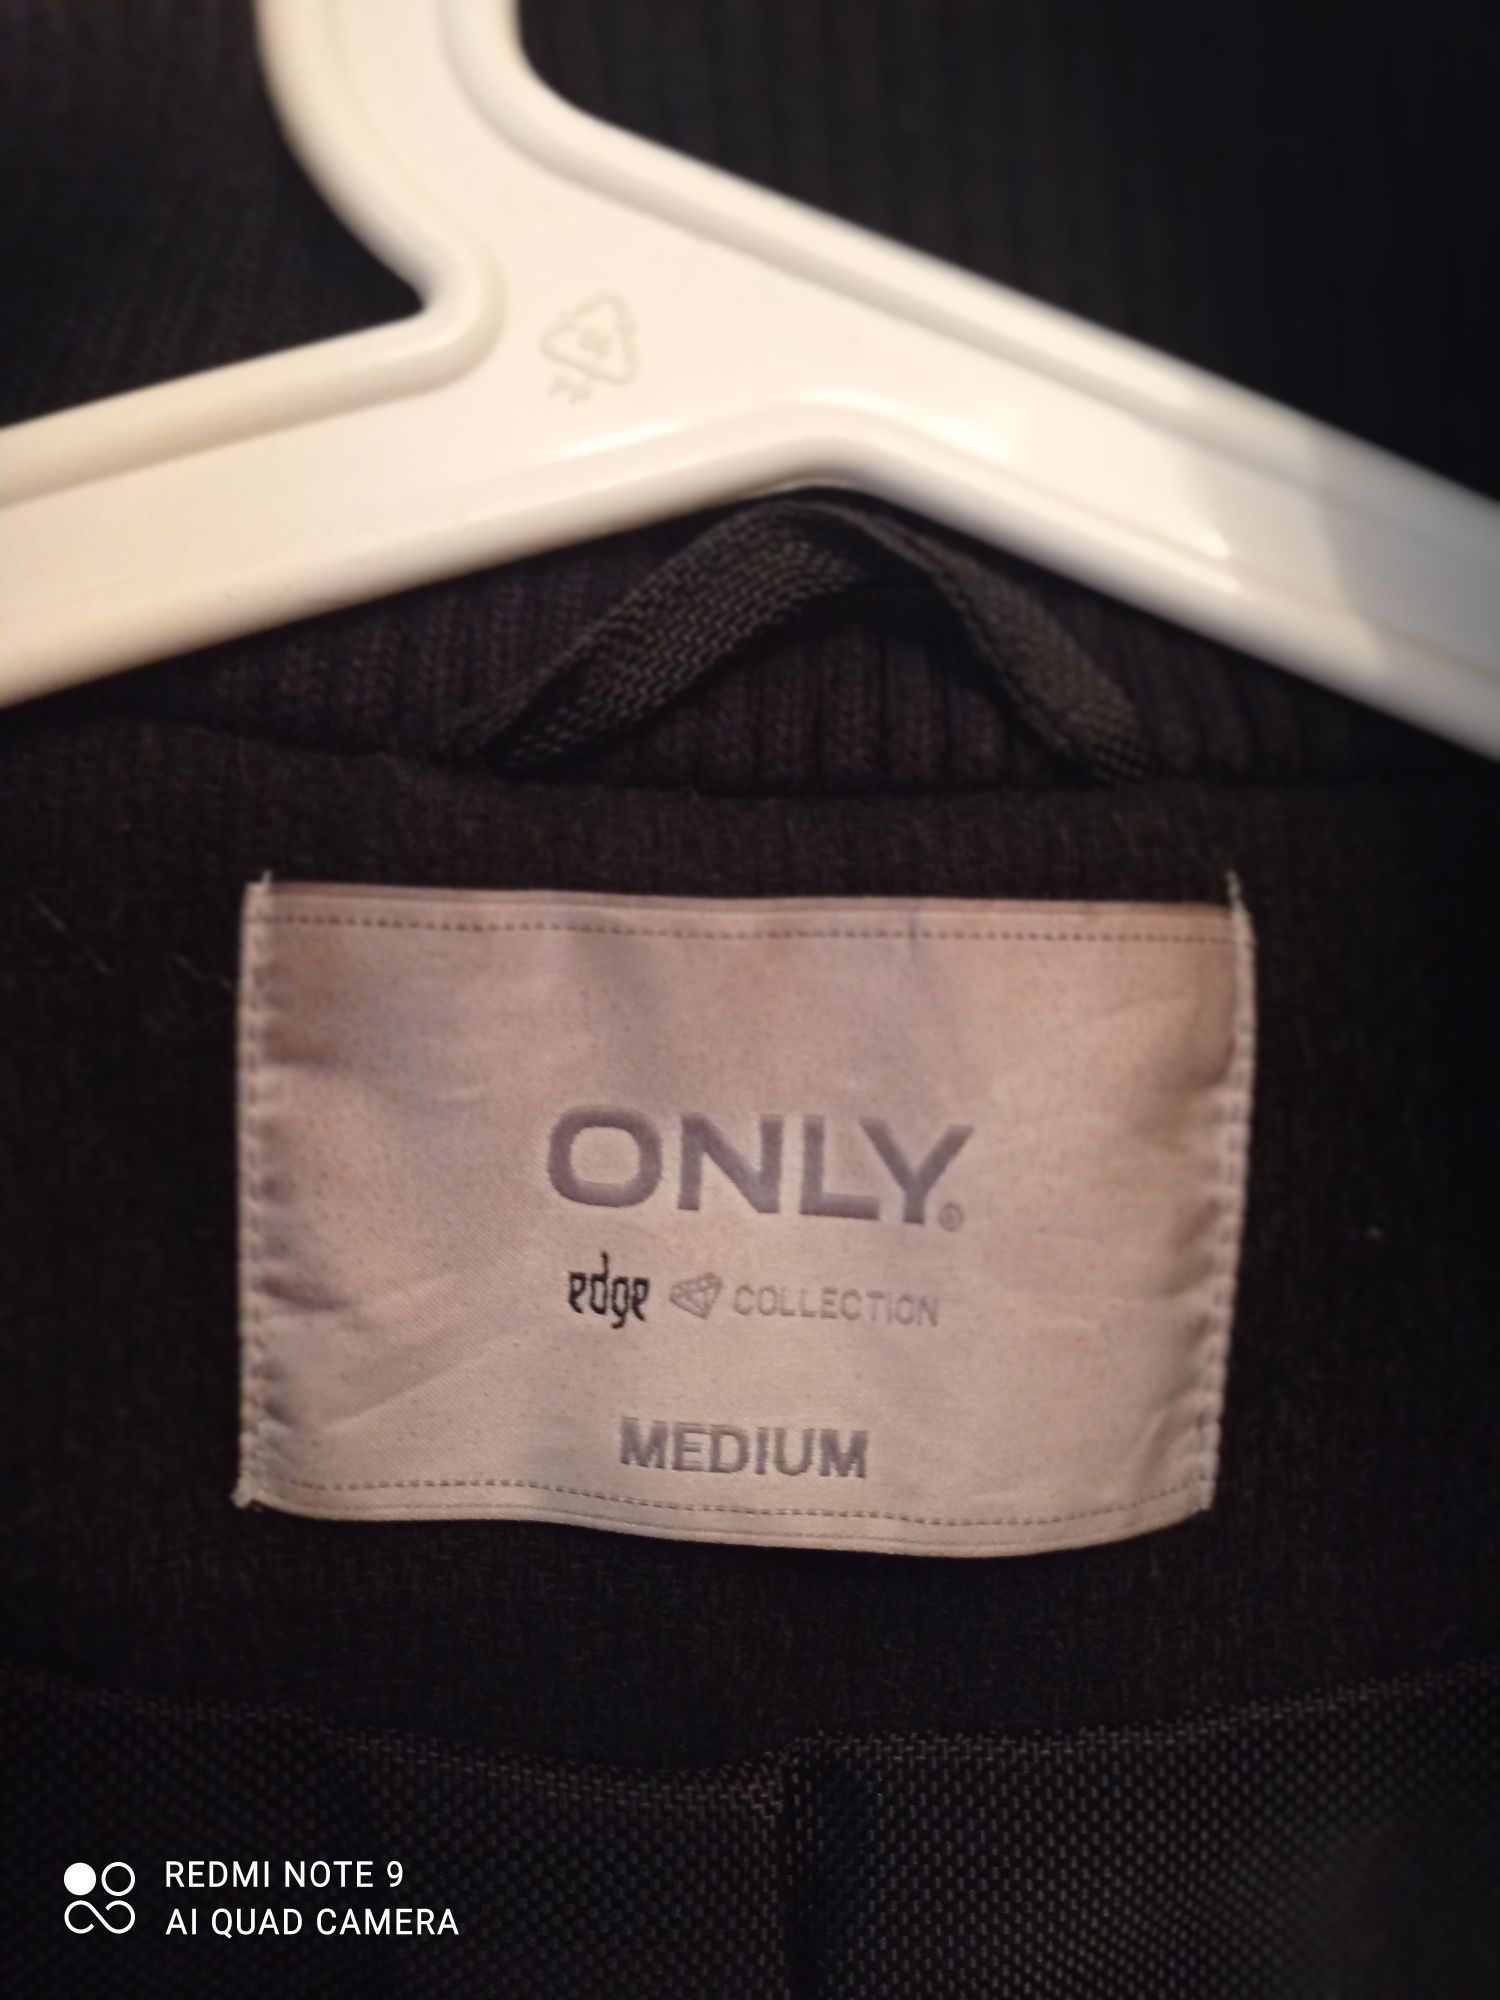 ONLY®
edge COLLECTION
MEDIUM
REDMI NOTE 9
AI QUAD CAMERA